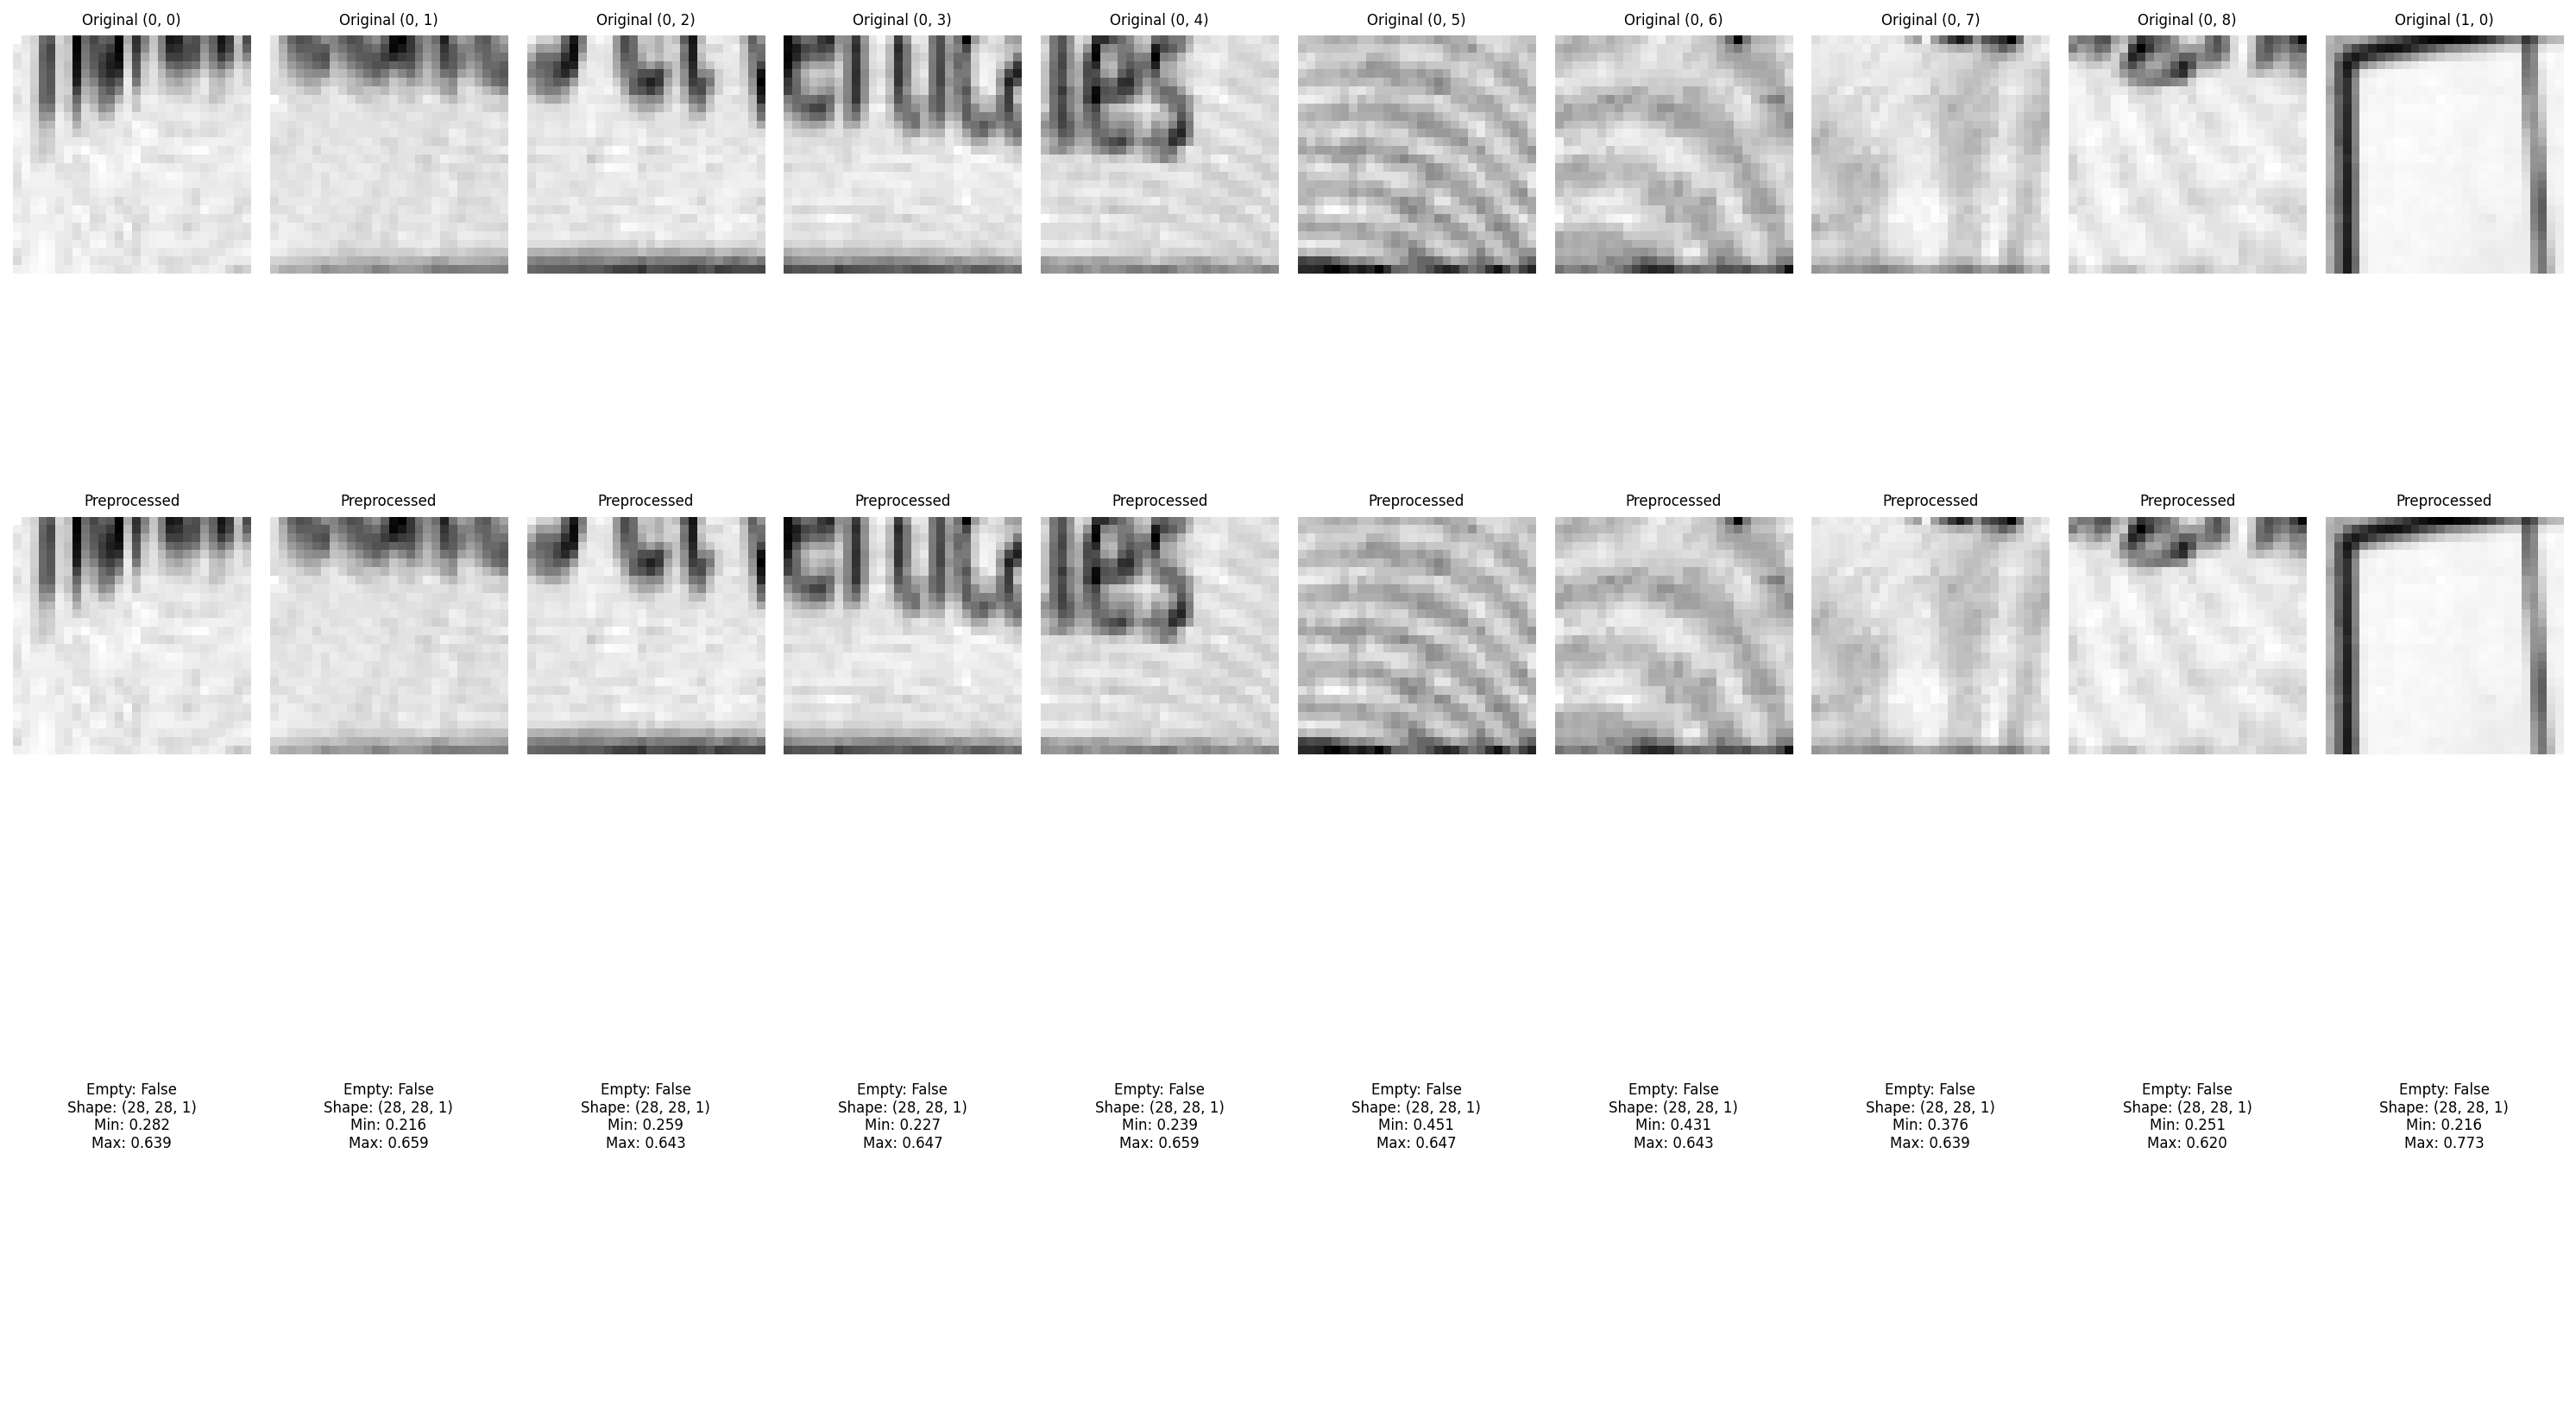 Original (0, 0) Original (0, 1) Original (0, 2) Original (0, 3) Original (0, 4) Original (0, 5) Original (0, 6) Original (0, 7) Original (0, 8) Original (1, 0)
Preprocessed Preprocessed Preprocessed Preprocessed Preprocessed Preprocessed Preprocessed Preprocessed Preprocessed Preprocessed
Empty: False Empty: False Empty: False Empty: False Empty: False Empty: False Empty: False Empty: False Empty: False Empty: False
Shape: (28, 28, 1) Shape: (28, 28, 1) Shape: (28, 28, 1) Shape: (28, 28, 1) Shape: (28, 28, 1) Shape: (28, 28, 1) Shape: (28, 28, 1) Shape: (28, 28, 1) Shape: (28, 28, 1) Shape: (28, 28, 1)
Min: 0.282 Min: 0.216 Min: 0.259 Min: 0.227 Min: 0.239 Min: 0.451 Min: 0.431 Min: 0.376 Min: 0.251 Min: 0.216
Max: 0.639 Max: 0.659 Max: 0.643 Max: 0.647 Max: 0.659 Max: 0.647 Max: 0.643 Max: 0.639 Max: 0.620 Max: 0.773